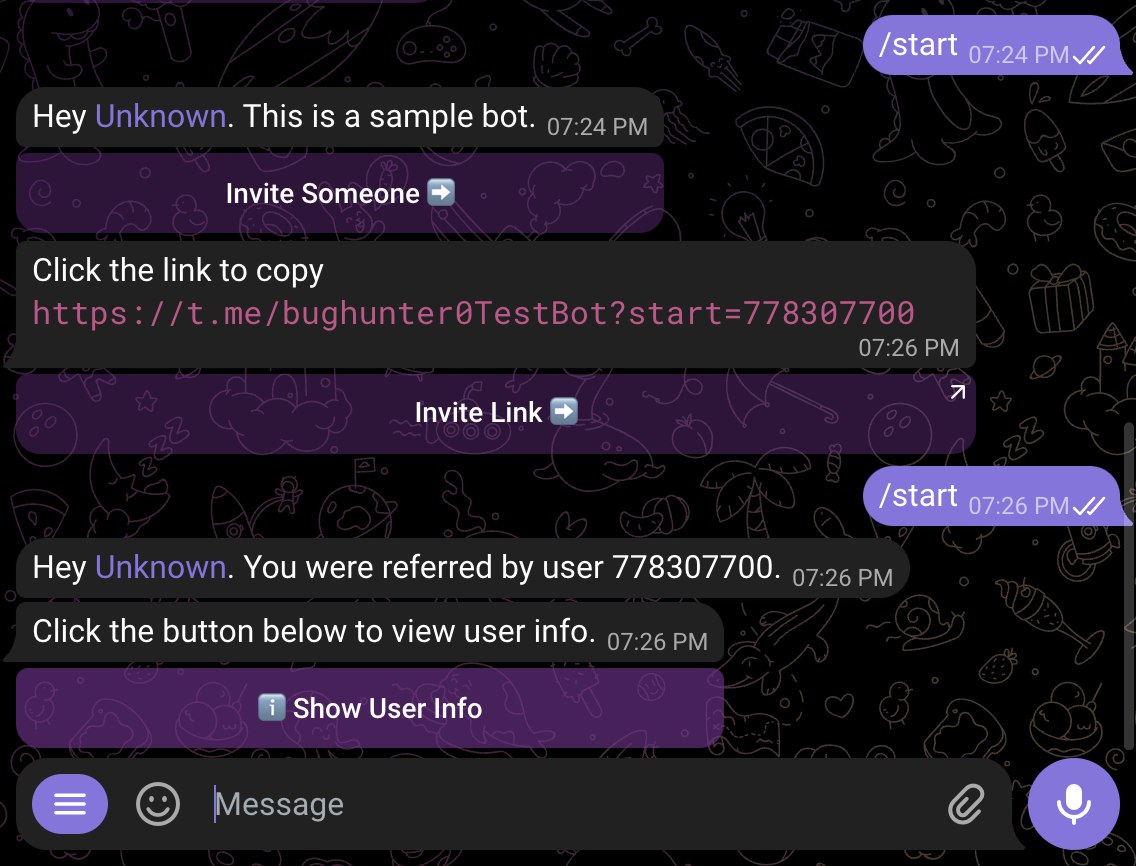 /start 07:24 PM
Hey Unknown. This is a sample bot. 07:24 PM
Invite Someone ➡️
Click the link to copy
https://t.me/bughunter0TestBot?start=778307700
07:26 PM
Invite Link ➡️
/start 07:26 PM
Hey Unknown. You were referred by user 778307700. 07:26 PM
Click the button below to view user info. 07:26 PM
ℹ️ Show User Info
Message